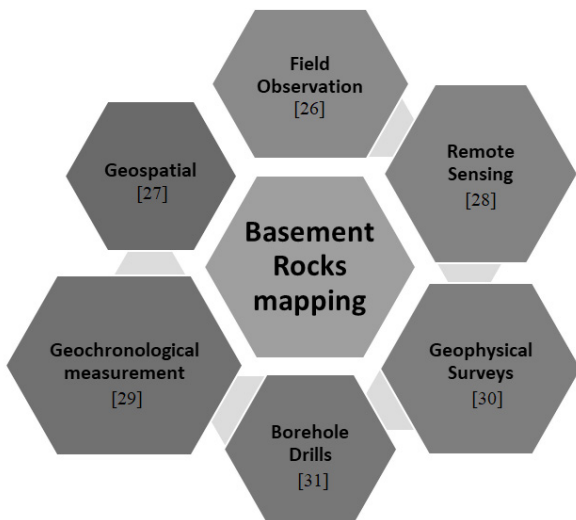 Field
Observation
[26]
Geospatial
[27]
Remote
Sensing
[28]
Basement
Rocks
mapping
Geochronological
measurement
[29]
Geophysical
Surveys
[30]
Borehole
Drills
[31]